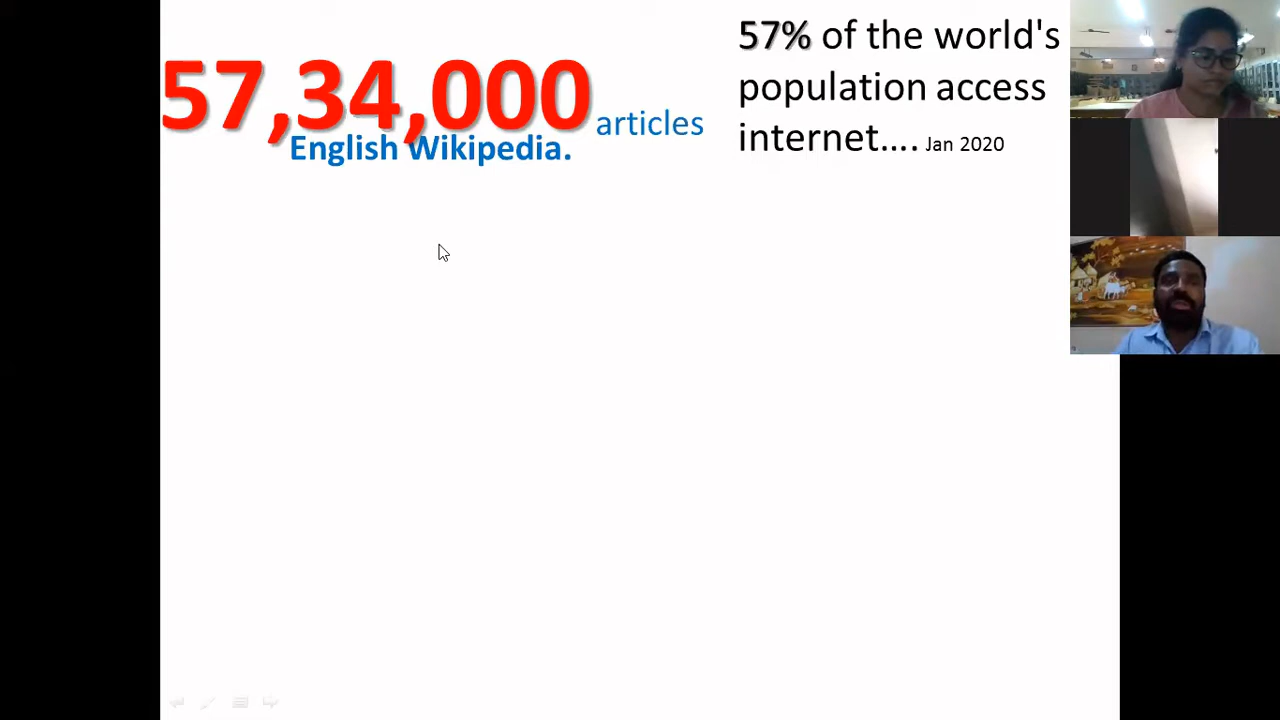 57,34,000 articles
English Wikipedia.
57% of the world's
population access
internet.... Jan 2020